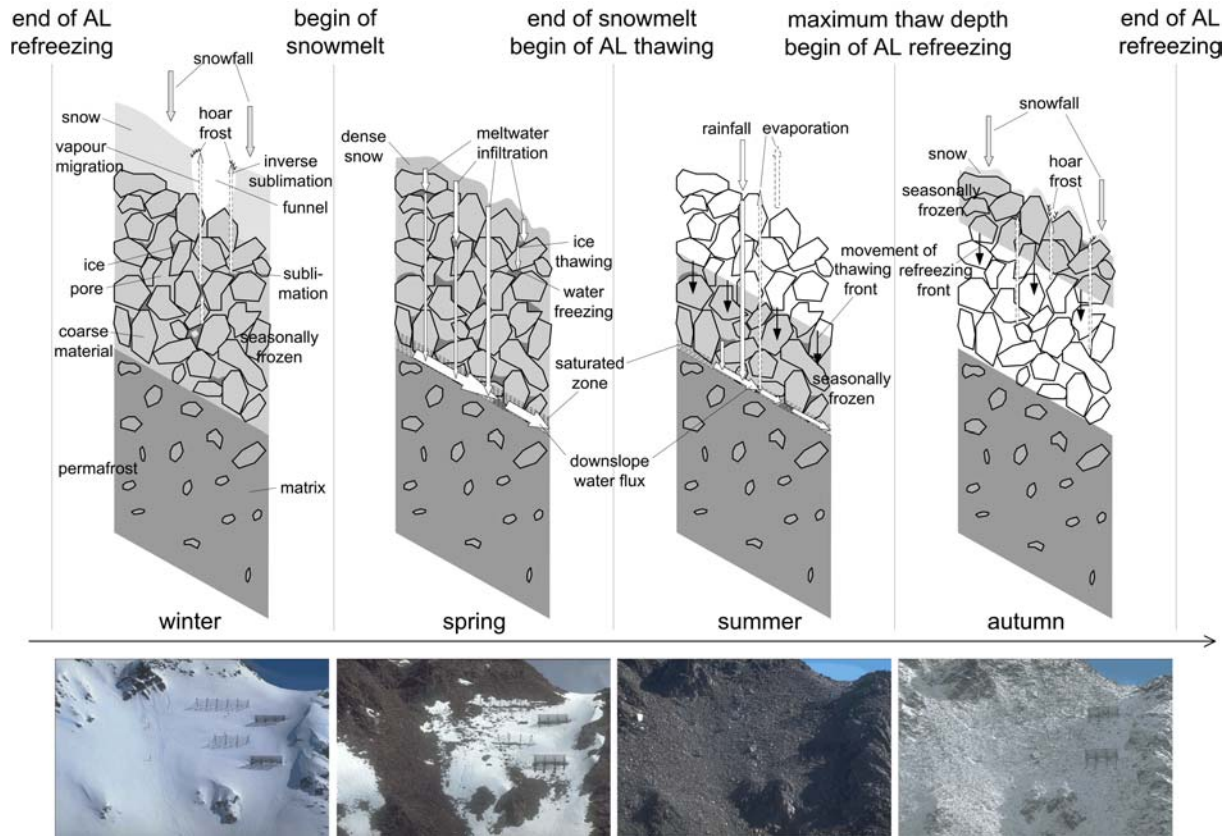 end of AL
refreezing
begin of
snowmelt
end of snowmelt
begin of AL thawing
maximum thaw depth
begin of AL refreezing
end of AL
refreezing
snowfall
snow
hoar
frost
vapour
migration
inverse
sublimation
funnel
ice
pore
subli-
mation
coarse
material
seasonally
frozen
permafrost
matrix
dense
snow
meltwater
infiltration
ice
thawing
water
freezing
saturated
zone
downslope
water flux
rainfall
evaporation
movement of
thawing
front
refreezing
front
seasonally
frozen
snowfall
snow
seasonally
frozen
hoar
frost
winter
spring
summer
autumn